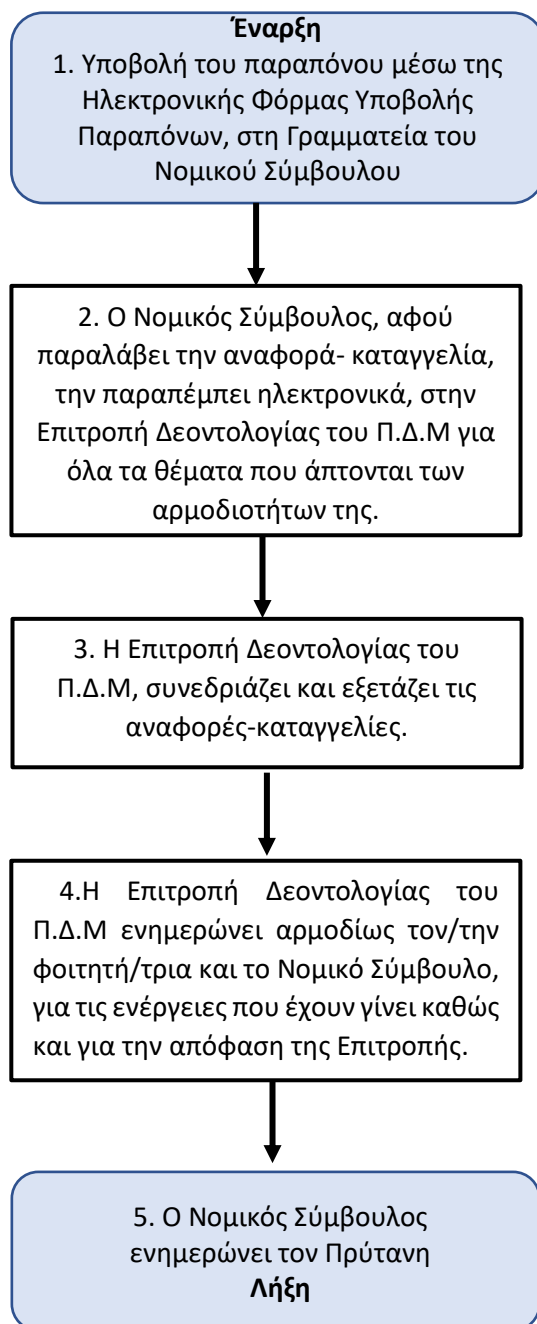 Έναρξη
1. Υποβολή του παραπόνου μέσω της
Ηλεκτρονικής Φόρμας Υποβολής
Παραπόνων, στη Γραμματεία του
Νομικού Σύμβουλου
2. Ο Νομικός Σύμβουλος, αφού
παραλάβει την αναφορά- καταγγελία,
την παραπέμπει ηλεκτρονικά, στην
Επιτροπή Δεοντολογίας του Π.Δ.Μ για
όλα τα θέματα που άπτονται των
αρμοδιοτήτων της.
3. Η Επιτροπή Δεοντολογίας του
Π.Δ.Μ, συνεδριάζει και εξετάζει τις
αναφορές-καταγγελίες.
4.Η Επιτροπή Δεοντολογίας του
Π.Δ.Μ ενημερώνει αρμοδίως τον/την
φοιτητή/τρια και το Νομικό Σύμβουλο,
για τις ενέργειες που έχουν γίνει καθώς
και για την απόφαση της Επιτροπής.
5. Ο Νομικός Σύμβουλος
ενημερώνει τον Πρύτανη
Λήξη